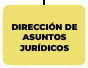 DIRECCIÓN DE
ASUNTOS
JURÍDICOS